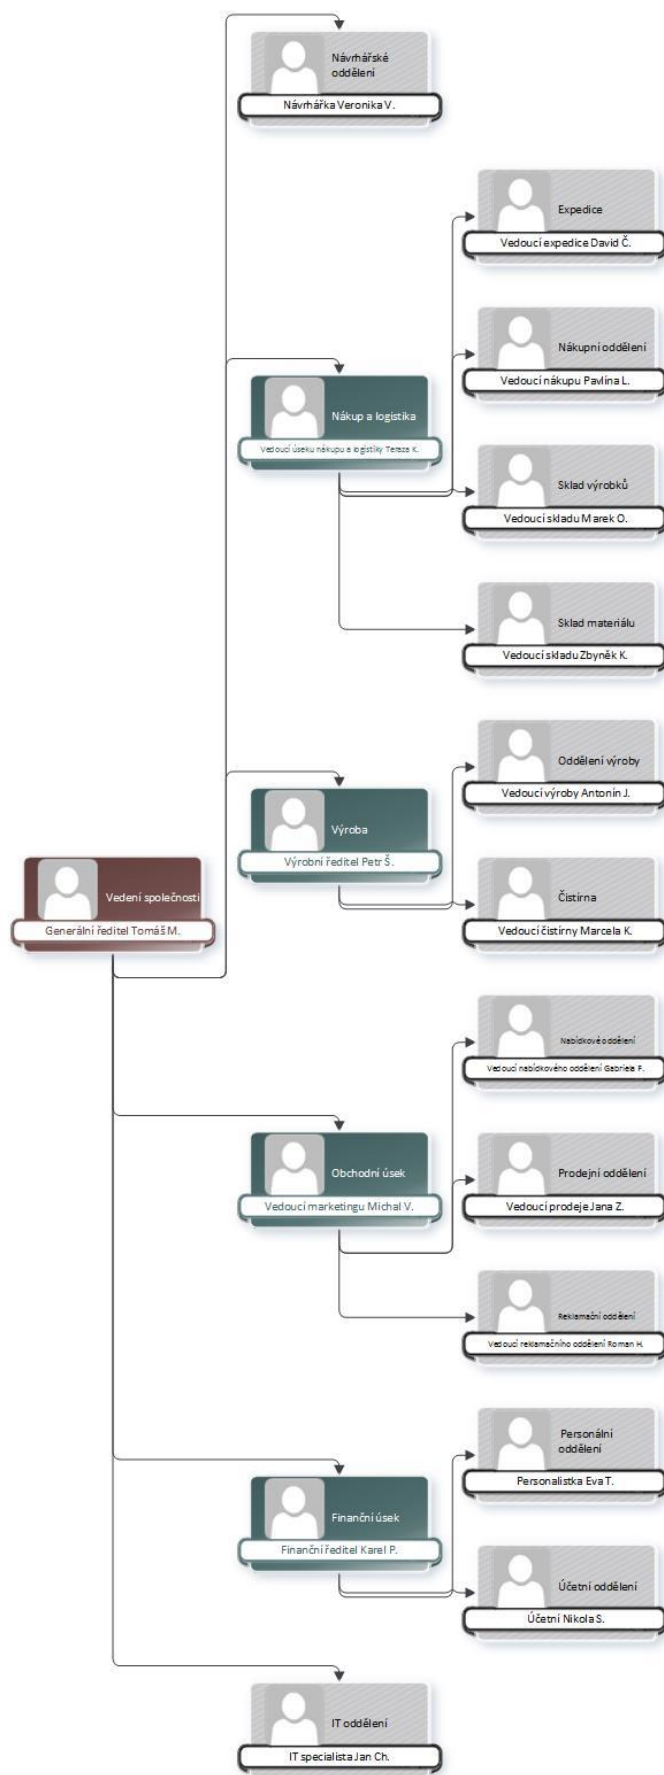 Návrhářské
oddělení
Návrhářka Veronika V.
Expedice
Vedoucí expedice David Č.
Nákupní oddělení
Vedoucí nákupu Pavlína L.
Nákup a logistika
Vedoucí úseku nákupu a logistiky Tereza K.
Sklad výrobků
Vedoucí skladu Marek O.
Sklad materiálu
Vedoucí skladu Zbyněk K.
Oddělení výroby
Vedoucí výroby Antonín J.
Výroba
Výrobní ředitel Petr Š.
Čistírna
Vedoucí čistírny Marcela K.
Vedení společnosti
Generální ředitel Tomáš M.
Nabídkové oddělení
Vedoucí nabídkového oddělení Gabriela F.
Obchodní úsek
Vedoucí marketingu Michal V.
Prodejní oddělení
Vedoucí prodeje Jana Z.
Reklamační oddělení
Vedoucí reklamačního oddělení Roman H.
Personální
oddělení
Personalistka Eva T.
Finanční úsek
Finanční ředitel Karel P.
Účetní oddělení
Účetní Nikola S.
IT oddělení
IT specialista Jan Ch.